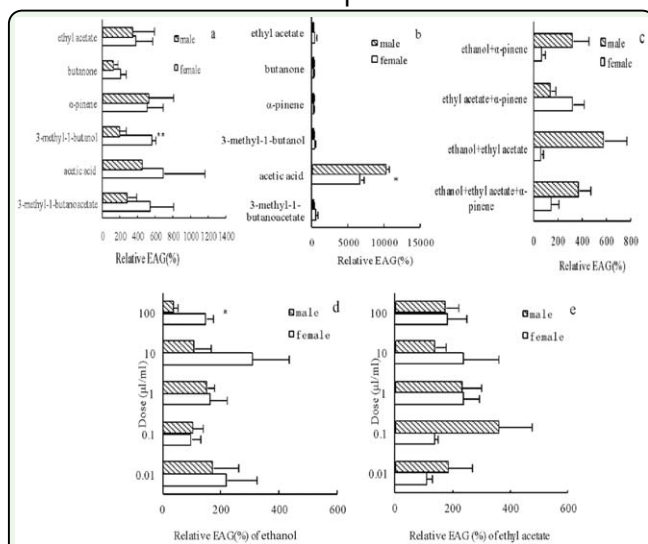 a
male
female
ethyl acetate
butanone
α-pinene
3-methyl-1-butanol
**
acetic acid
3-methyl-1-butanoacetate
0 200 400 600 800 1000 1200 1400
Relative EAG(%)
b
male
female
ethyl acetate
butanone
α-pinene
3-methyl-1-butanol
acetic acid
*
3-methyl-1-
butanoacetate
0 5000 10000 15000
Relative EAG(%)
c
male
female
ethanol+α-pinene
ethyl acetate+α-pinene
ethanol+ethyl acetate
ethanol+ethyl acetate+α-
pinene
0 200 400 600 800
Relative EAG(%)
d
male
female
Dose (μl/ml)
100
*
10
1
0.1
0.01
0 200 400 600
Relative EAG(%) of ethanol
e
male
female
Dose (μl/ml)
100
10
1
0.1
0.01
0 200 400 600
Relative EAG (%) of ethyl acetate